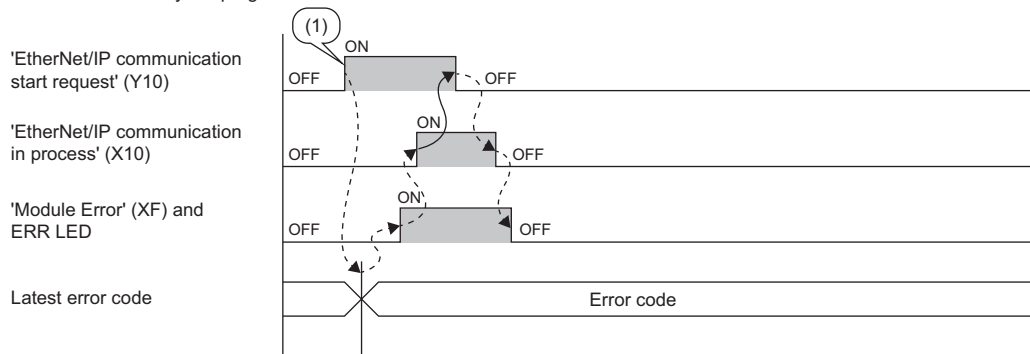 (1)
'EtherNet/IP communication
start request' (Y10)
OFF
ON
OFF
'EtherNet/IP communication
in process' (X10)
OFF
ON
OFF
'Module Error' (XF) and
ERR LED
OFF
ON
OFF
Latest error code
Error code